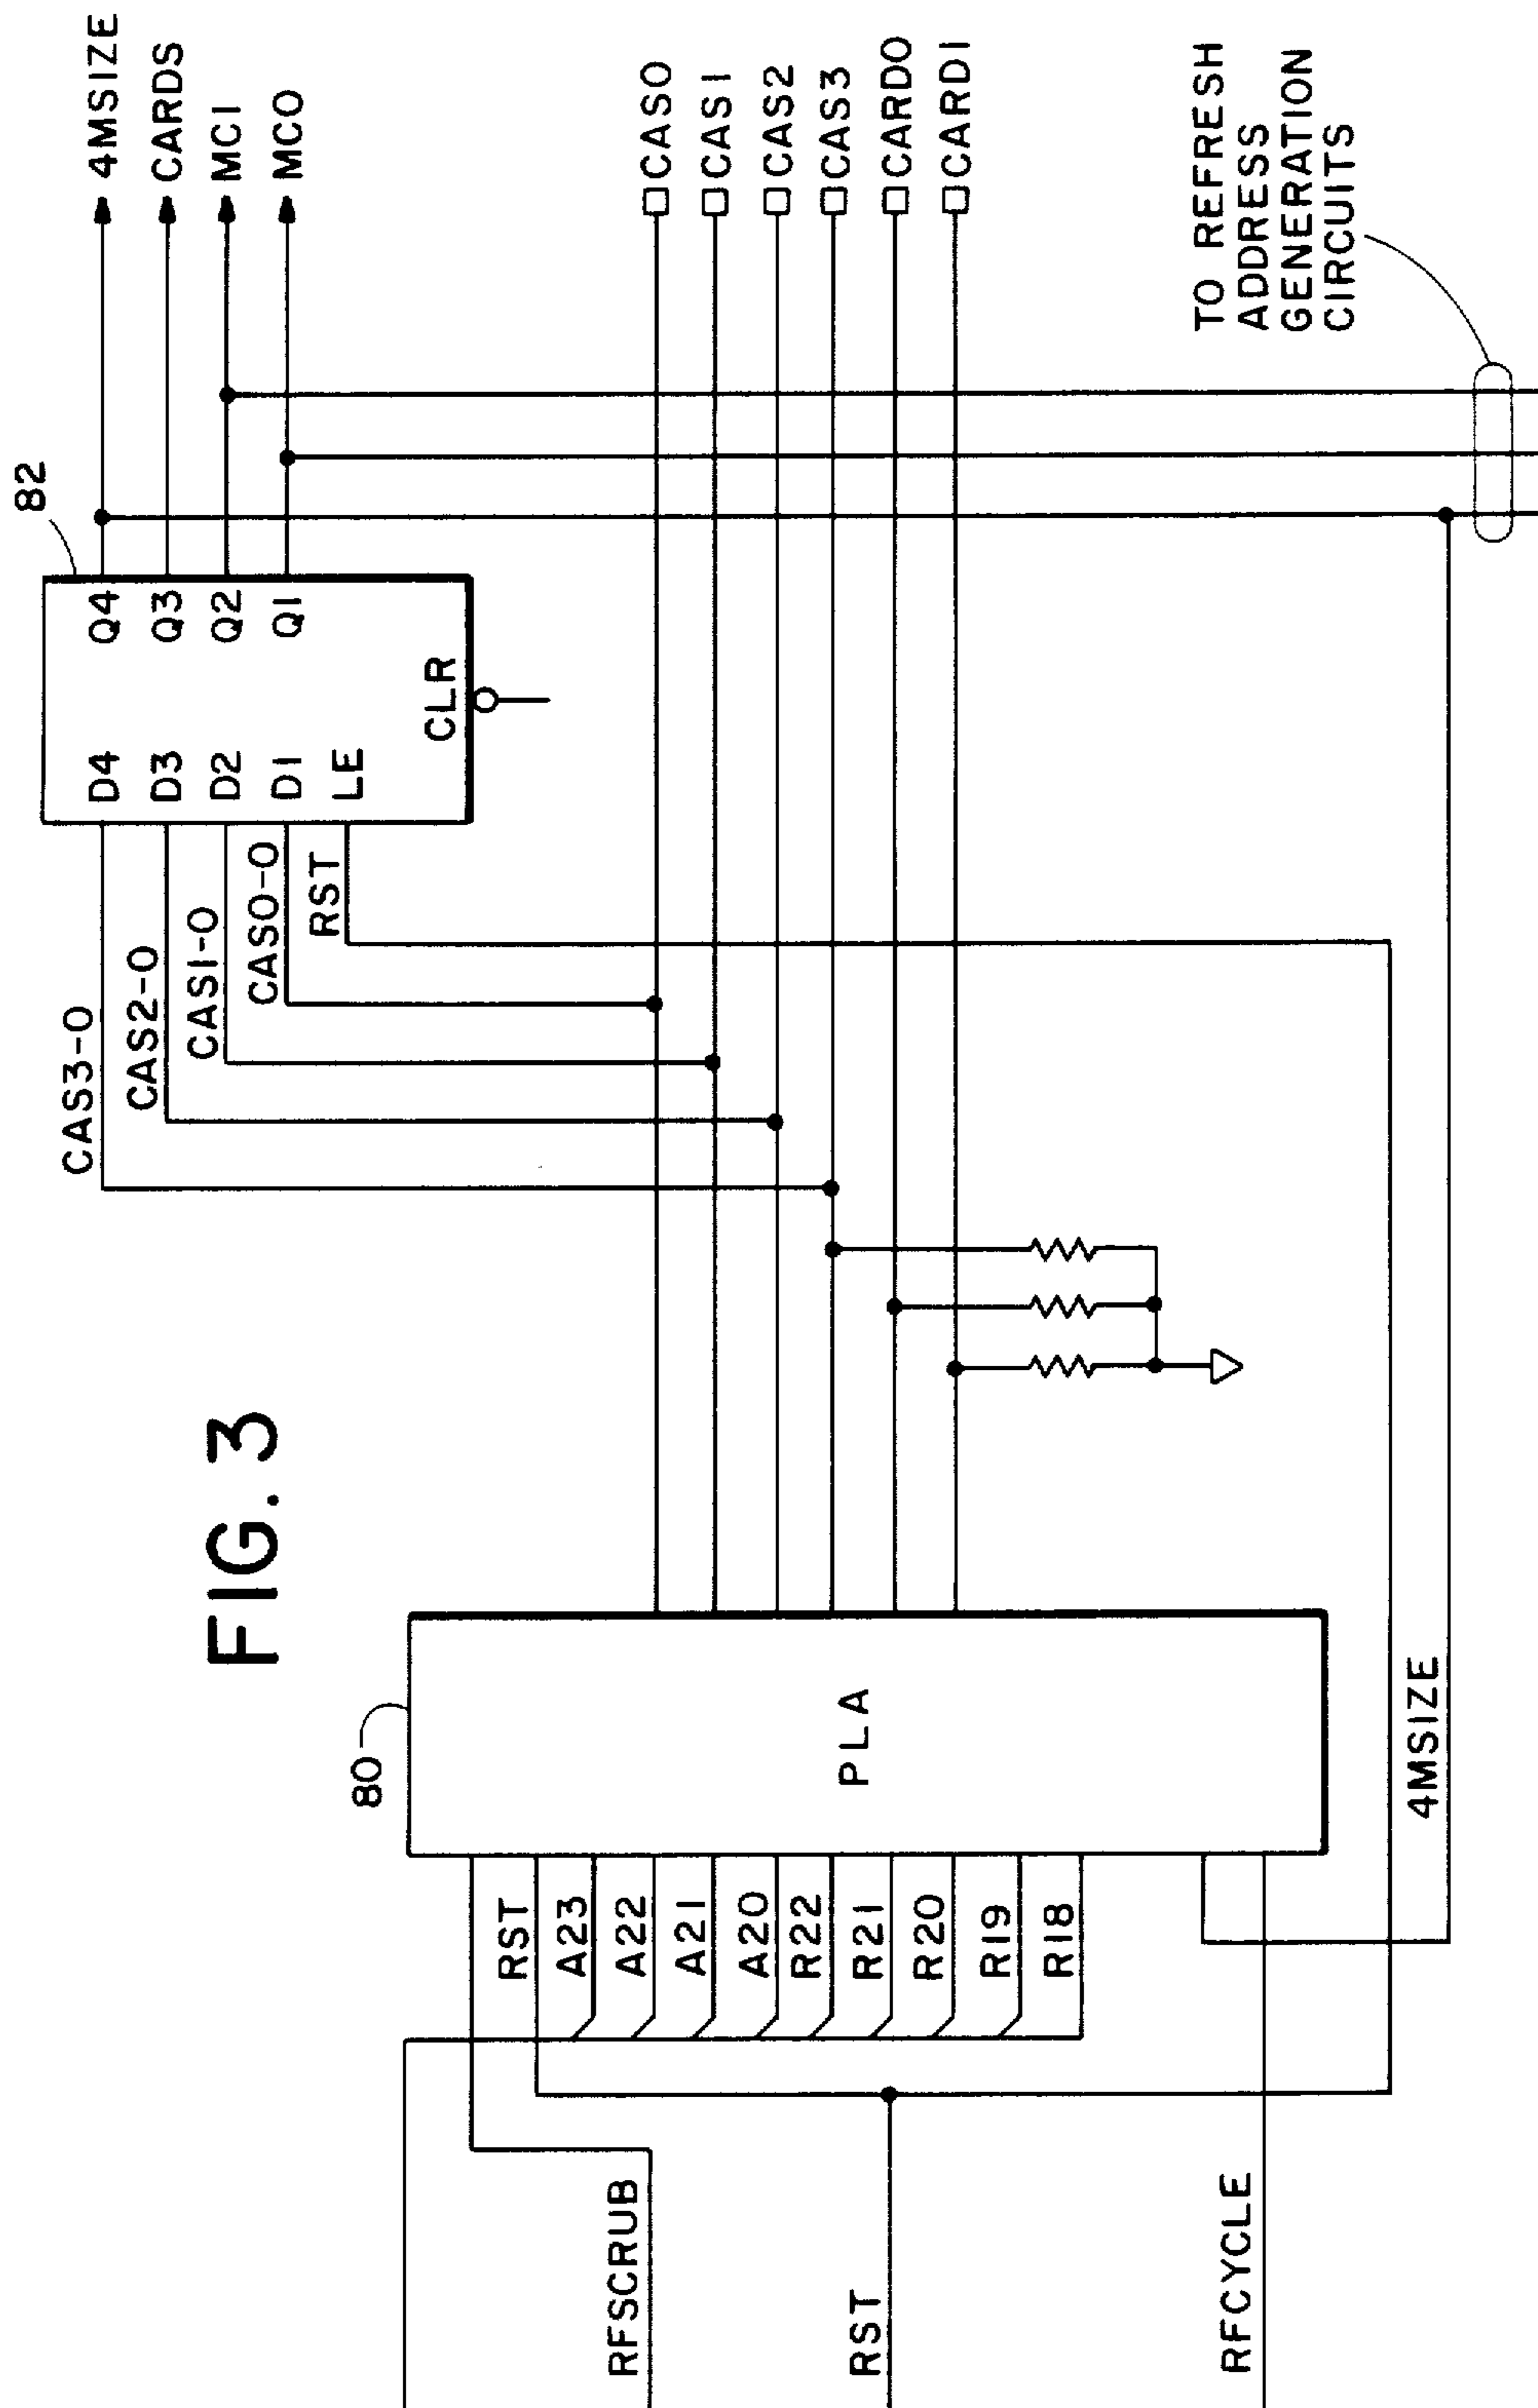 FIG. 3
82
D4
D3
D2
D1
LE
Q4
Q3
Q2
Q1
CLR
4MSIZE
CARDS
MC1
MC0
CAS3-0
CAS2-0
CAS1-0
CAS0-0
RST
CAS0
CAS1
CAS2
CAS3
CARD0
CARD1
80
PLA
RST
A23
A22
A21
A20
R22
R21
R20
R19
R18
RFSCRUB
RST
RFCYCLE
4MSIZE
TO REFRESH
ADDRESS
GENERATION
CIRCUITS